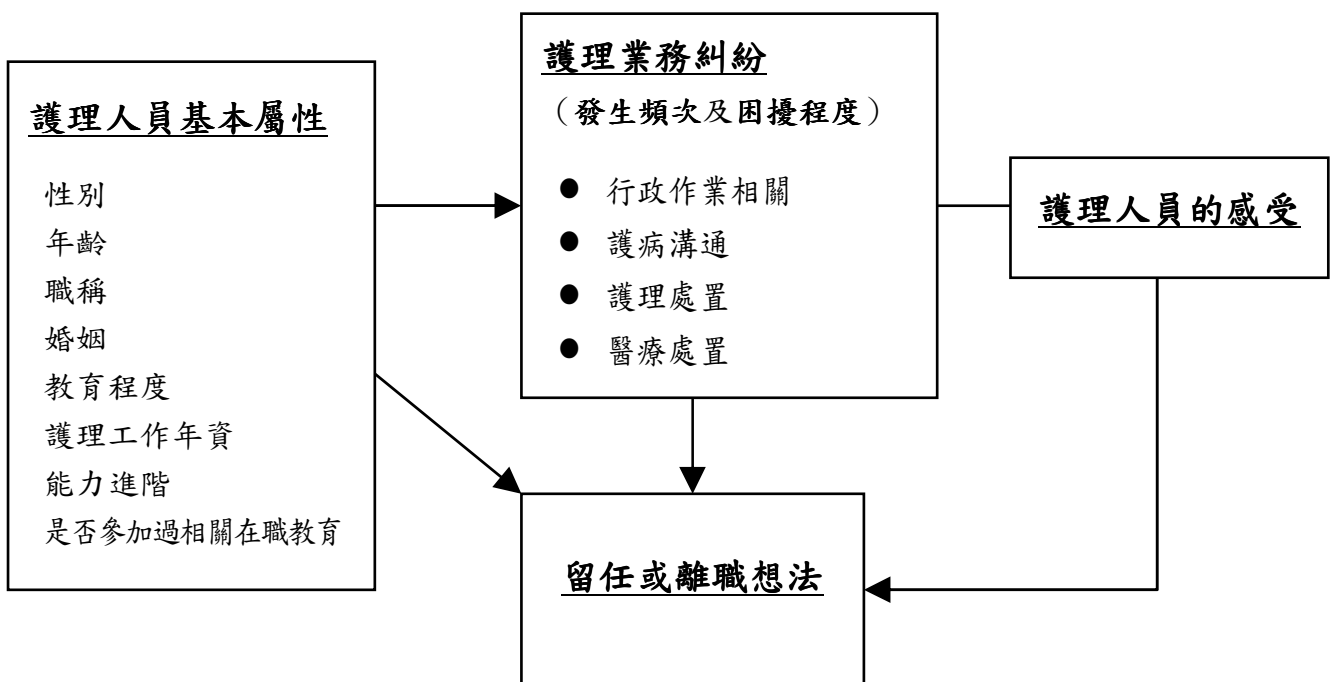 護理人員基本屬性
性別
年齡
職稱
婚姻
教育程度
護理工作年資
能力進階
是否參加過相關在職教育
護理業務糾紛
（發生頻次及困擾程度）
● 行政作業相關
● 護病溝通
● 護理處置
● 醫療處置
護理人員的感受
留任或離職想法